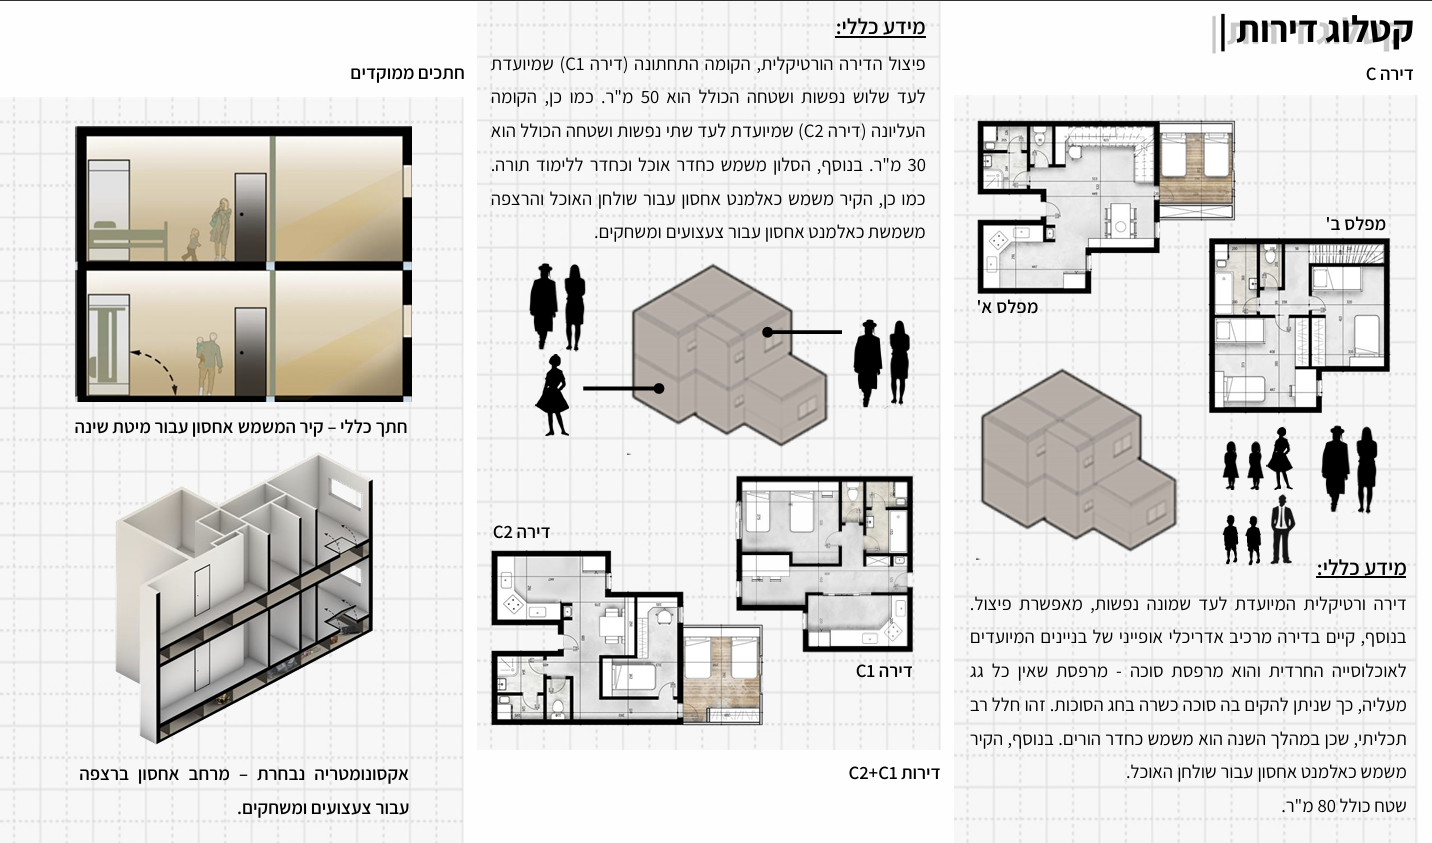 קטלוג דירות
דירה C
מפלס א'
מפלס ב'
מידע כללי:
דירה ורטיקלית המיועדת לעד שמונה נפשות, מאפשרת פיצול.
בנוסף, קיים בדירה מרכיב אדריכלי אופייני של בניינים המיועדים
לאוכלוסייה החרדית והוא מרפסת סוכה - מרפסת שאין כל גג
מעליה, כך שניתן להקים בה סוכה כשרה בחג הסוכות. זהו חלל רב
תכליתי, שכן במהלך השנה הוא משמש כחדר הורים. בנוסף, הקיר
משמש כאלמנט אחסון עבור שולחן האוכל.
שטח כולל 80 מ"ר.
מידע כללי:
פיצול הדירה הורטיקלית, הקומה התחתונה (דירה C1) שמיועדת
לעד שלוש נפשות ושטחה הכולל הוא 50 מ"ר. כמו כן, הקומה
העליונה (דירה C2) שמיועדת לעד שתי נפשות ושטחה הכולל הוא
30 מ"ר. בנוסף, הסלון משמש כחדר אוכל וכחדר ללימוד תורה.
כמו כן, הקיר משמש כאלמנט אחסון עבור שולחן האוכל והרצפה
משמשת כאלמנט אחסון עבור צעצועים ומשחקים.
דירה C2
דירה C1
דירות C2+C1
חתכים ממוקדים
חתך כללי – קיר המשמש אחסון עבור מיטת שינה
אקסונומטריה נבחרת – מרחב אחסון ברצפה
עבור צעצועים ומשחקים.